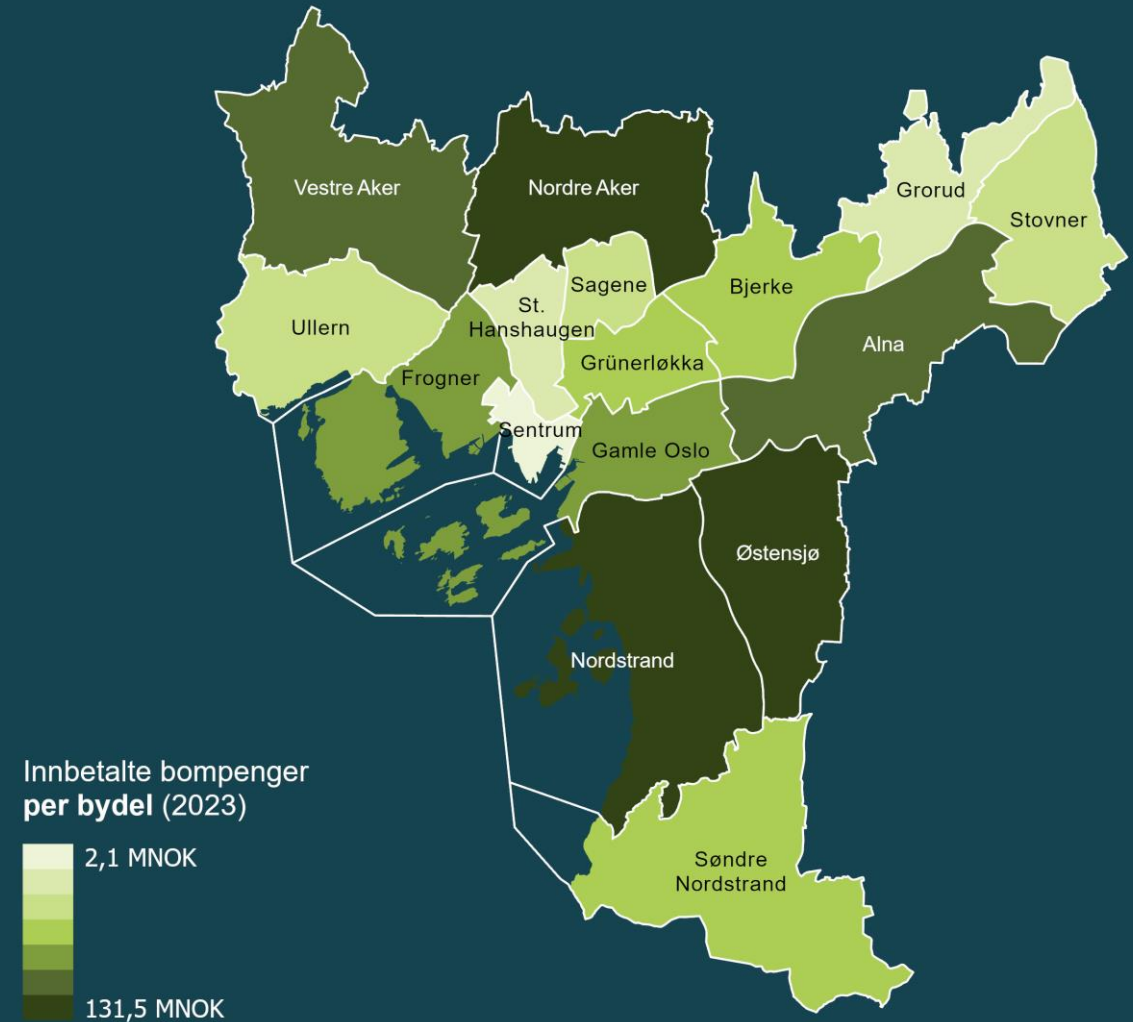 Vestre Aker
Nordre Aker
Grorud
Stovner
Sagene
Bjerke
St.
Hanshaugen
Ullern
Alna
Grünerløkka
Frogner
Sentrum
Gamle Oslo
Østensjø
Nordstrand
Innbetalte bompenger
per bydel (2023)
2,1 MNOK
131,5 MNOK
Søndre
Nordstrand